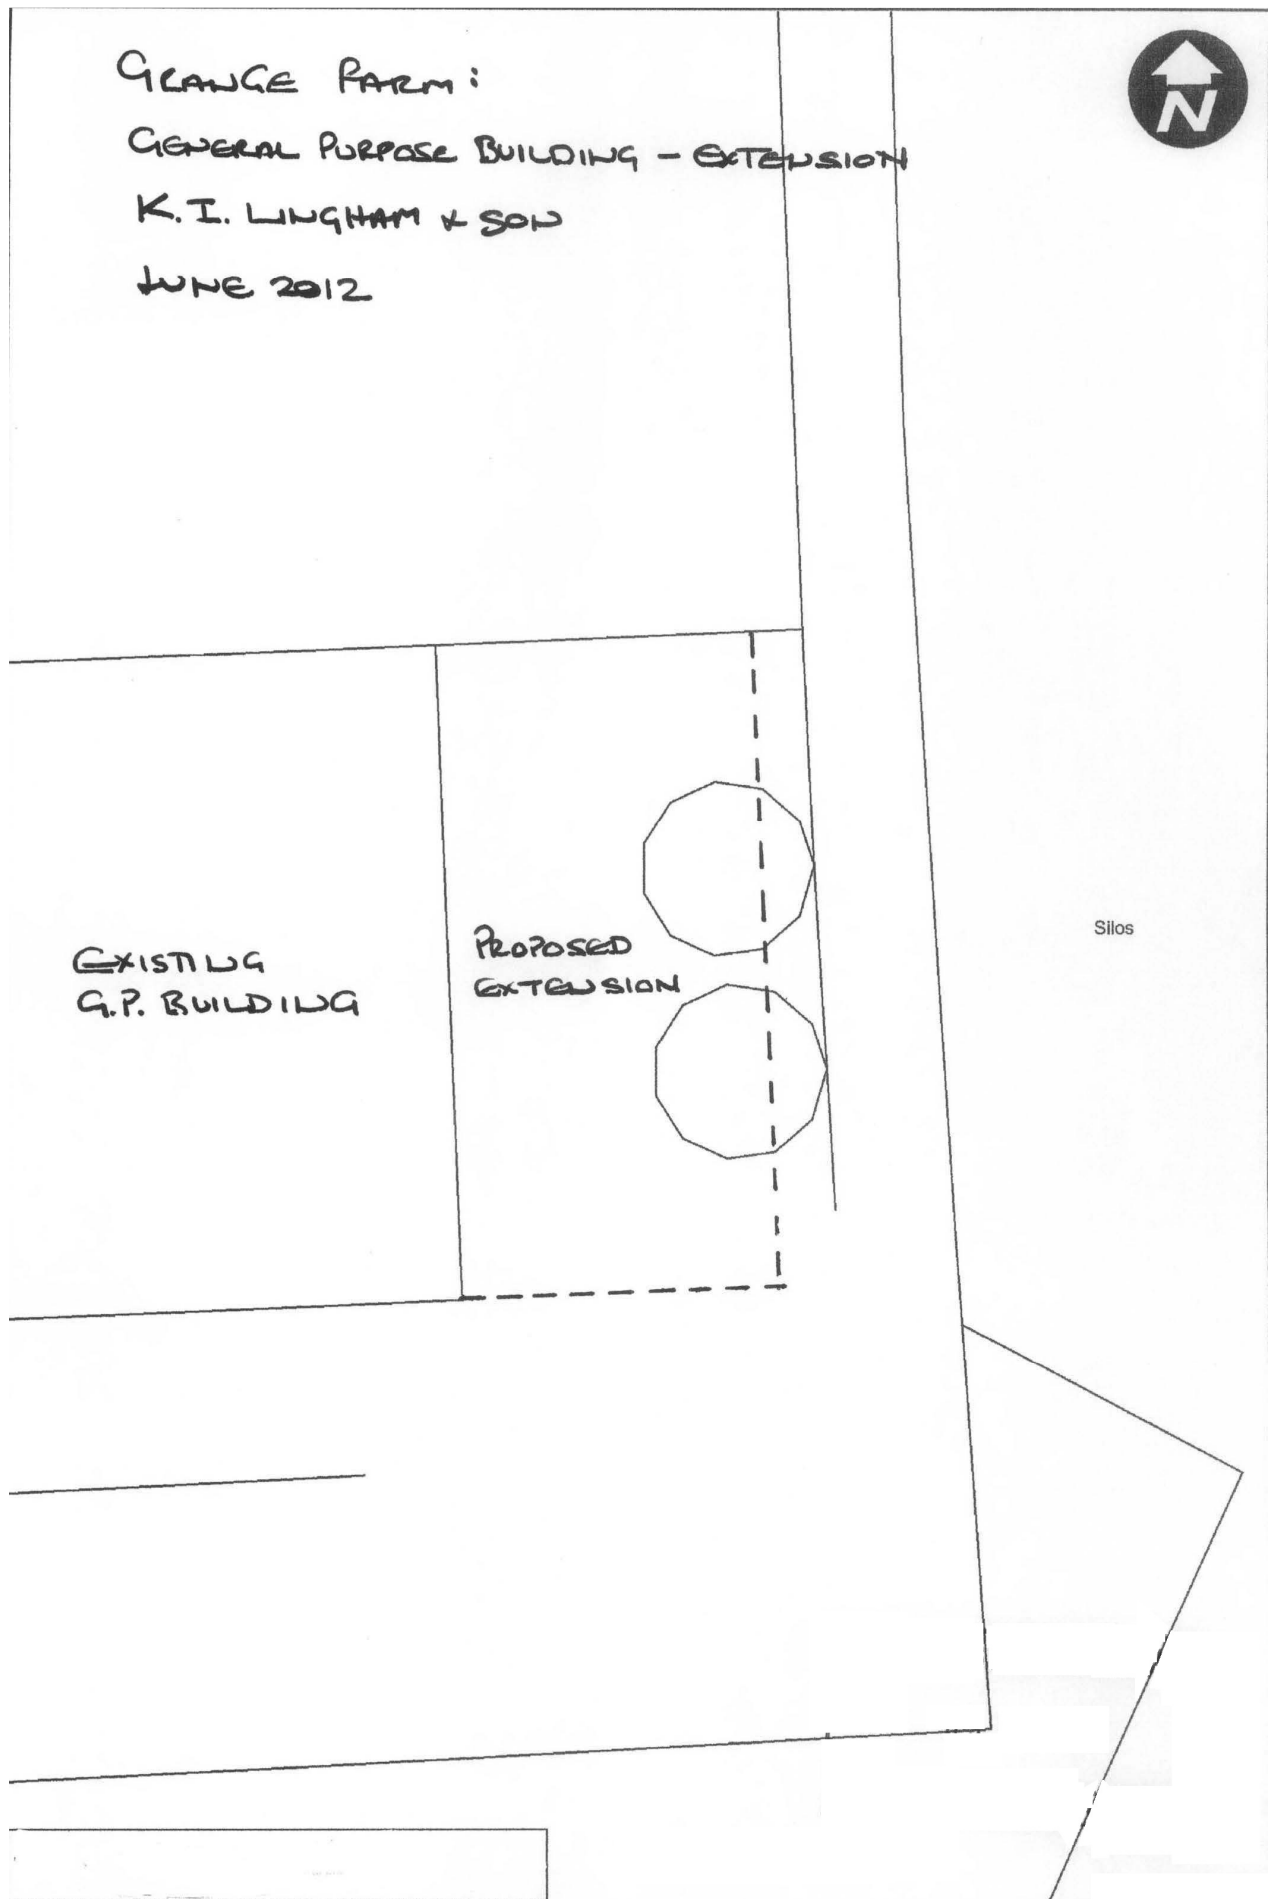 GRANGE FARM:
GENERAL PURPOSE BUILDING - EXTENSION
K.I. LINGHAM & SON
JUNE 2012
N
EXISTING
G.P. BUILDING
PROPOSED
EXTENSION
Silos